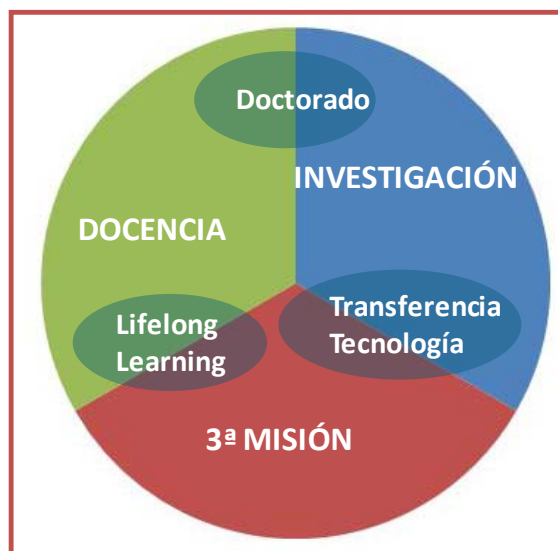 Doctorado
INVESTIGACIÓN
DOCENCIA
Lifelong
Learning
Transferencia
Tecnología
3ª MISIÓN